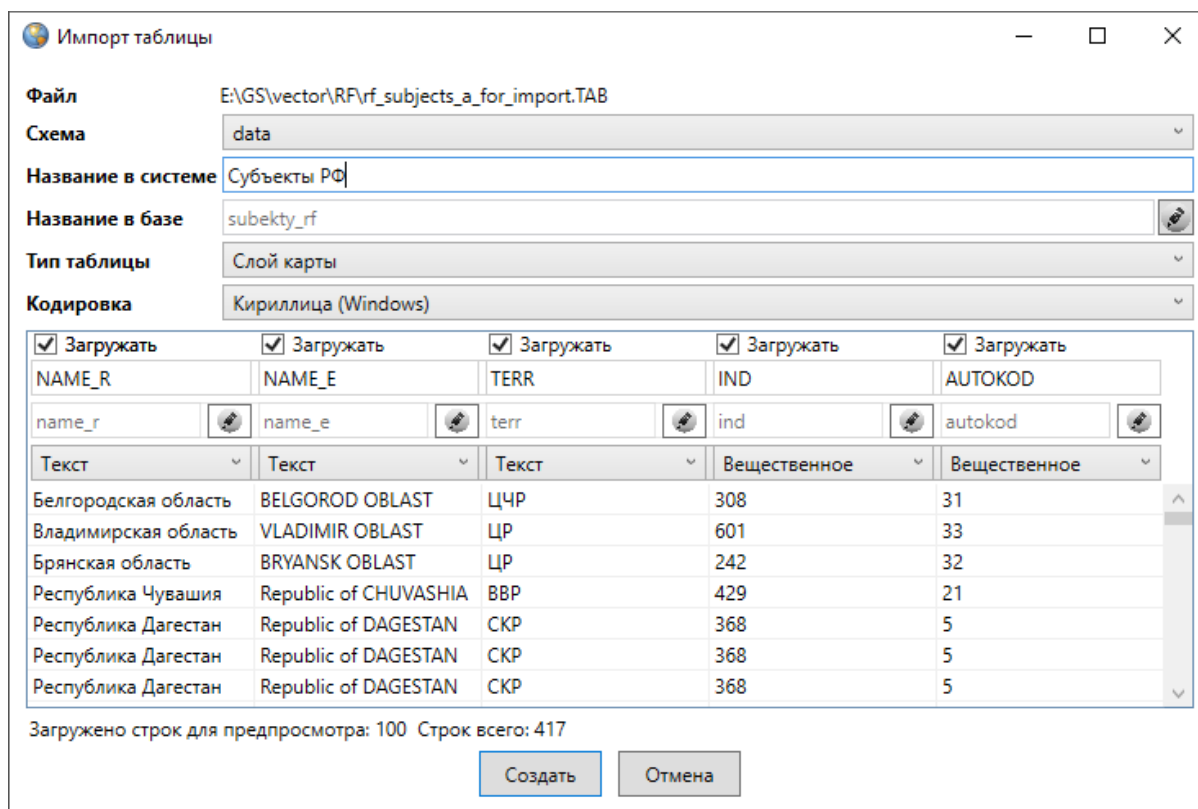 Импорт таблицы
Файл E:\GS\vector\RF\rf_subjects_a_for_import.TAB
Схема data
Название в системе Субъекты РФ
Название в базе subekty_rf
Тип таблицы Слой карты
Кодировка Кириллица (Windows)
Загружать Загружать Загружать Загружать Загружать
NAME_R NAME_E TERR IND AUTOKOD
name_r name_e terr ind autokod
Текст Текст Текст Вещественное Вещественное
Белгородская область BELGOROD OBLAST ЦЧР 308 31
Владимирская область VLADIMIR OBLAST ЦР 601 33
Брянская область BRYANSK OBLAST ЦР 242 32
Республика Чувашия Republic of CHUVASHIA ВВР 429 21
Республика Дагестан Republic of DAGESTAN СКР 368 5
Республика Дагестан Republic of DAGESTAN СКР 368 5
Республика Дагестан Republic of DAGESTAN СКР 368 5
Загружено строк для предпросмотра: 100 Строк всего: 417
Создать Отмена